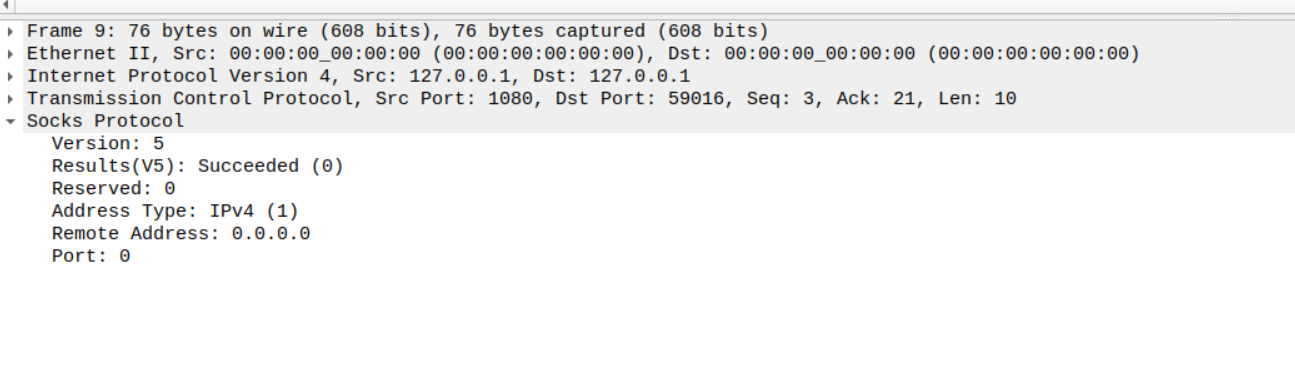 Frame 9: 76 bytes on wire (608 bits), 76 bytes captured (608 bits)
Ethernet II, Src: 00:00:00_00:00:00 (00:00:00:00:00:00), Dst: 00:00:00_00:00:00 (00:00:00:00:00:00)
Internet Protocol Version 4, Src: 127.0.0.1, Dst: 127.0.0.1
Transmission Control Protocol, Src Port: 1080, Dst Port: 59016, Seq: 3, Ack: 21, Len: 10
Socks Protocol
Version: 5
Results(V5): Succeeded (0)
Reserved: 0
Address Type: IPv4 (1)
Remote Address: 0.0.0.0
Port: 0